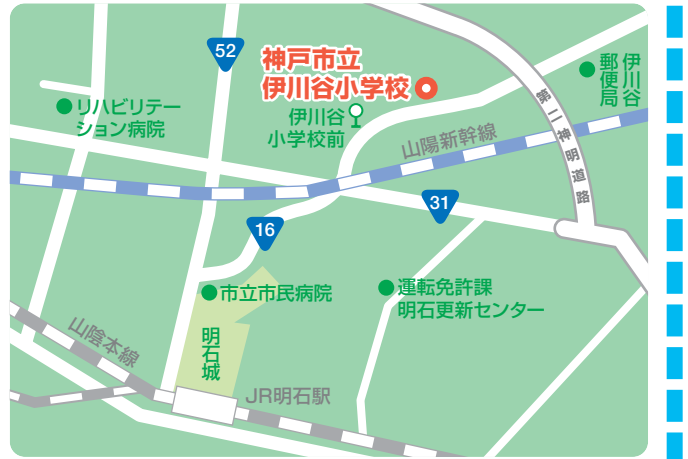 52
神戸市立
伊川谷小学校
伊川谷
郵便局
リハビリテー
ション病院
伊川谷
小学校前
第二神明道路
山陽新幹線
31
16
市立市民病院
運転免許課
明石更新センター
明石城
山陰本線
JR明石駅